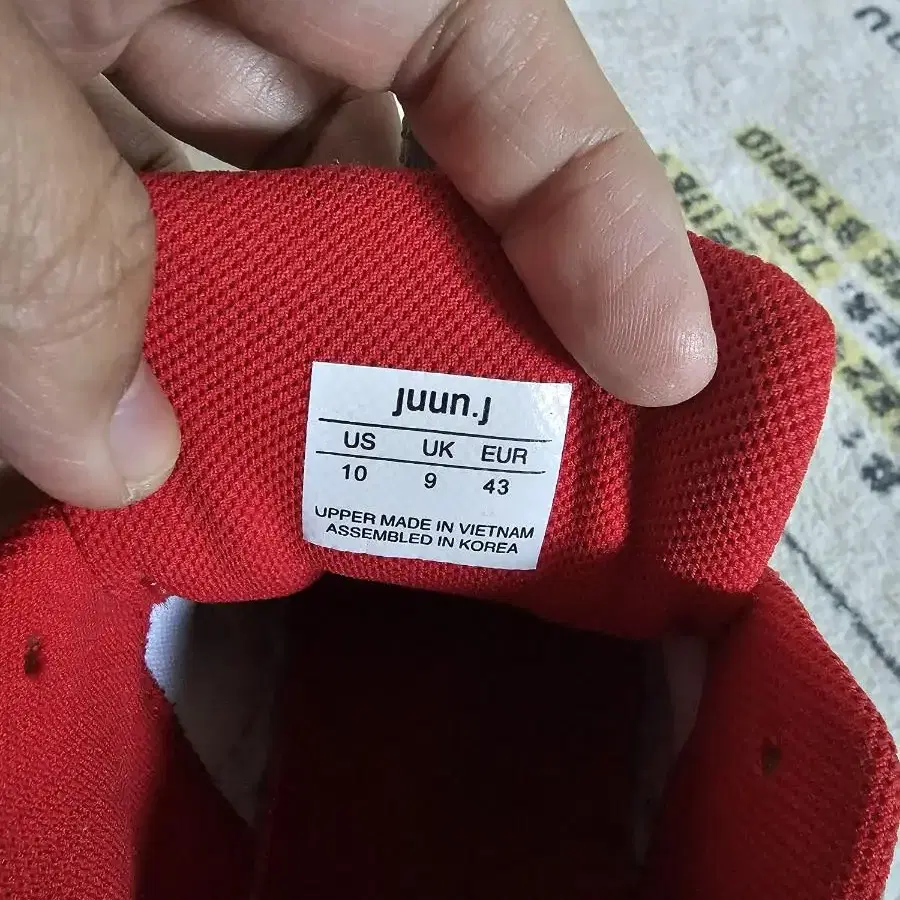 juun.j
US UK EUR
10 9 43
UPPER MADE IN VIETNAM
ASSEMBLED IN KOREA